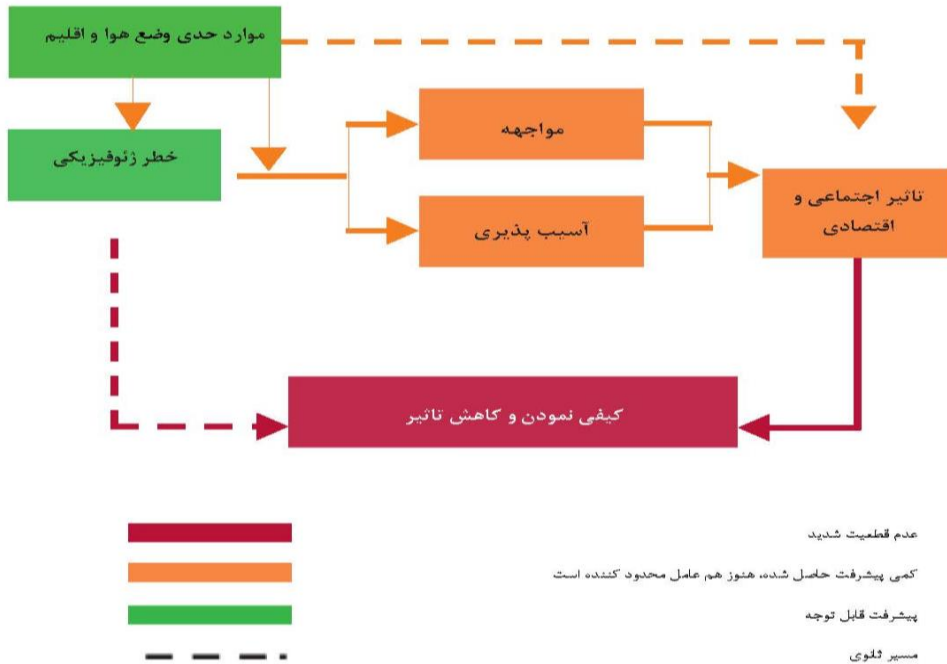 موارد حدی وضع هوا و اقلیم
خطر ژئوفیزیکی
مواجهه
آسیب پذیری
تاثیر اجتماعی و
اقتصادی
کیفی نمودن و کاهش تاثیر
عدم قطعیت شدید
کمی پیشرفت حاصل شده، هنوز هم عامل محدود کننده است
پیشرفت قابل توجه
مسیر ثانوی